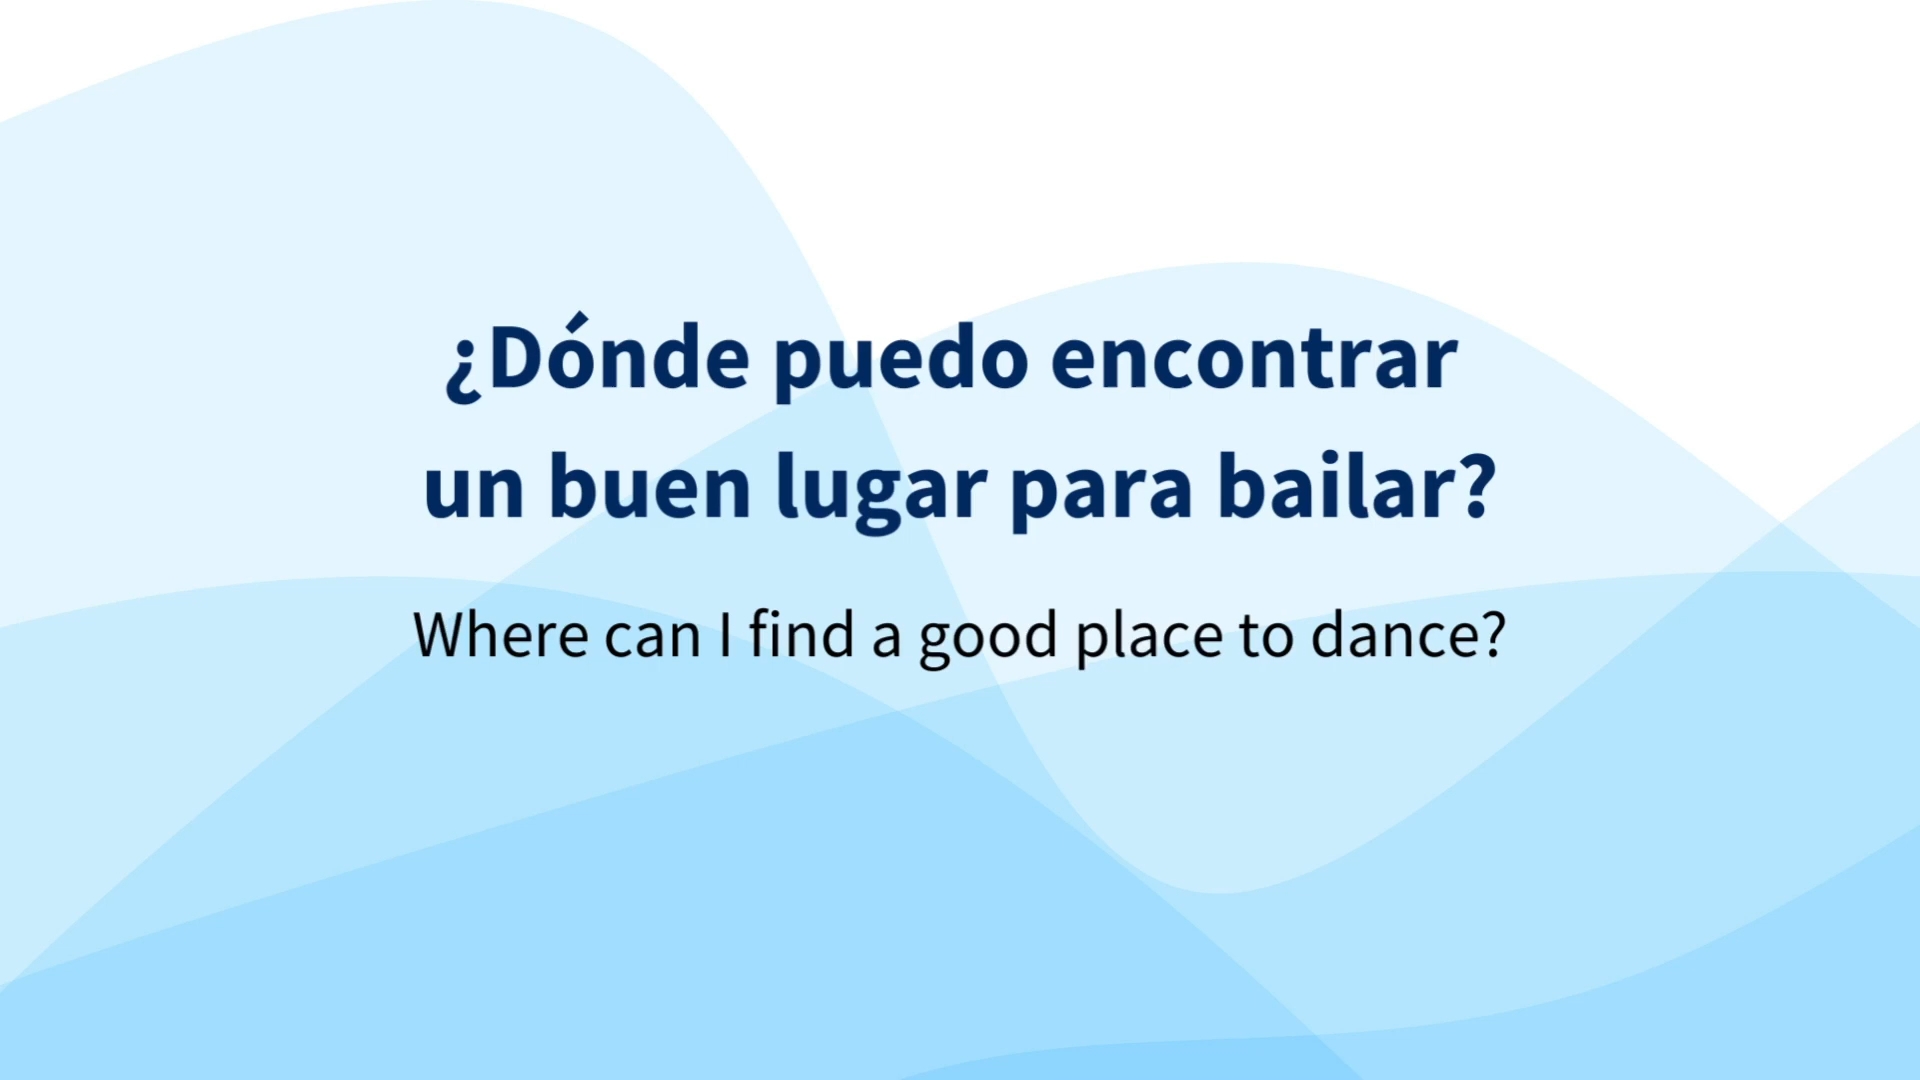 ¿Dónde puedo encontrar
un buen lugar para bailar?
Where can I find a good place to dance?